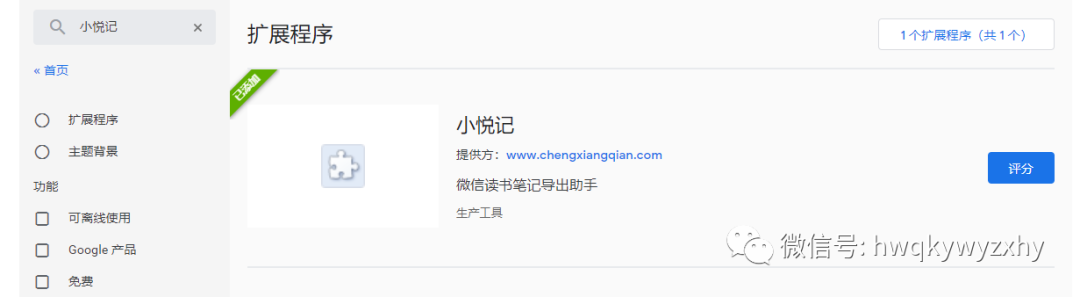 小悦记
« 首页
扩展程序
主题背景
功能
可离线使用
Google 产品
免费
扩展程序
1 个扩展程序（共 1 个）
已添加
小悦记
提供方：www.chengxiangqian.com
微信读书笔记导出助手
生产工具
评分
微信号: hwqkywyzxhy